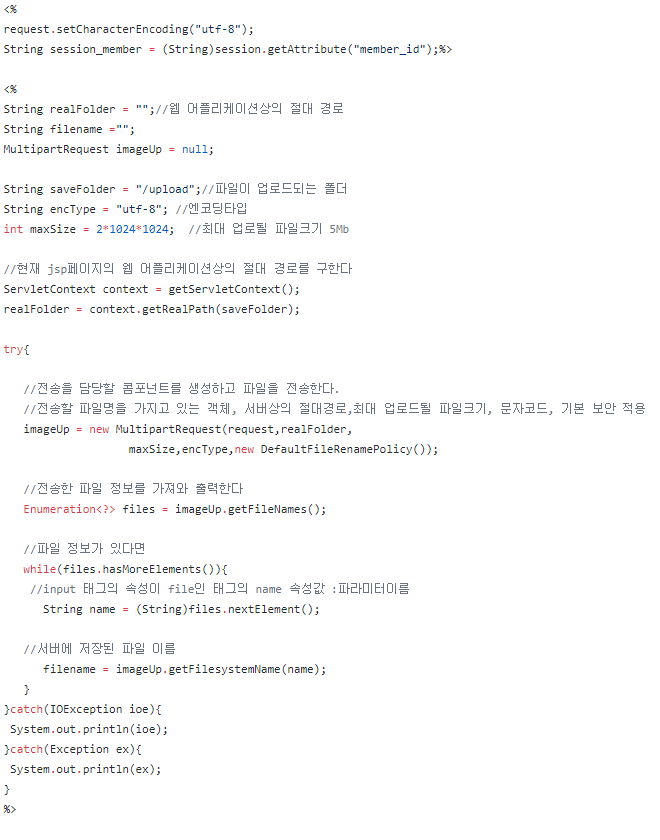 <%
request.setCharacterEncoding("utf-8");
String session_member = (String)session.getAttribute("member_id");%>
<%
String realFolder = "";//웹 어플리케이션상의 절대 경로
String filename ="";
MultipartRequest imageUp = null;
String saveFolder = "/upload";//파일이 업로드되는 폴더
String encType = "utf-8"; //엔코딩타입
int maxSize = 2*1024*1024;  //최대 업로될 파일크기 5Mb
//현재 jsp페이지의 웹 어플리케이션상의 절대 경로를 구한다
ServletContext context = getServletContext();
realFolder = context.getRealPath(saveFolder);
try{
//전송을 담당할 콤포넌트를 생성하고 파일을 전송한다.
//전송할 파일명을 가지고 있는 객체, 서버상의 절대경로,최대 업로드될 파일크기, 문자코드, 기본 보안 적용
imageUp = new MultipartRequest(request,realFolder,
maxSize,encType,new DefaultFileRenamePolicy());
//전송한 파일 정보를 가져와 출력한다
Enumeration<?> files = imageUp.getFileNames();
//파일 정보가 있다면
while(files.hasMoreElements()){
//input 태그의 속성이 file인 태그의 name 속성값 :파라미터이름
String name = (String)files.nextElement();
//서버에 저장된 파일 이름
filename = imageUp.getFilesystemName(name);
}
}catch(IOException ioe){
System.out.println(ioe);
}catch(Exception ex){
System.out.println(ex);
}
%>